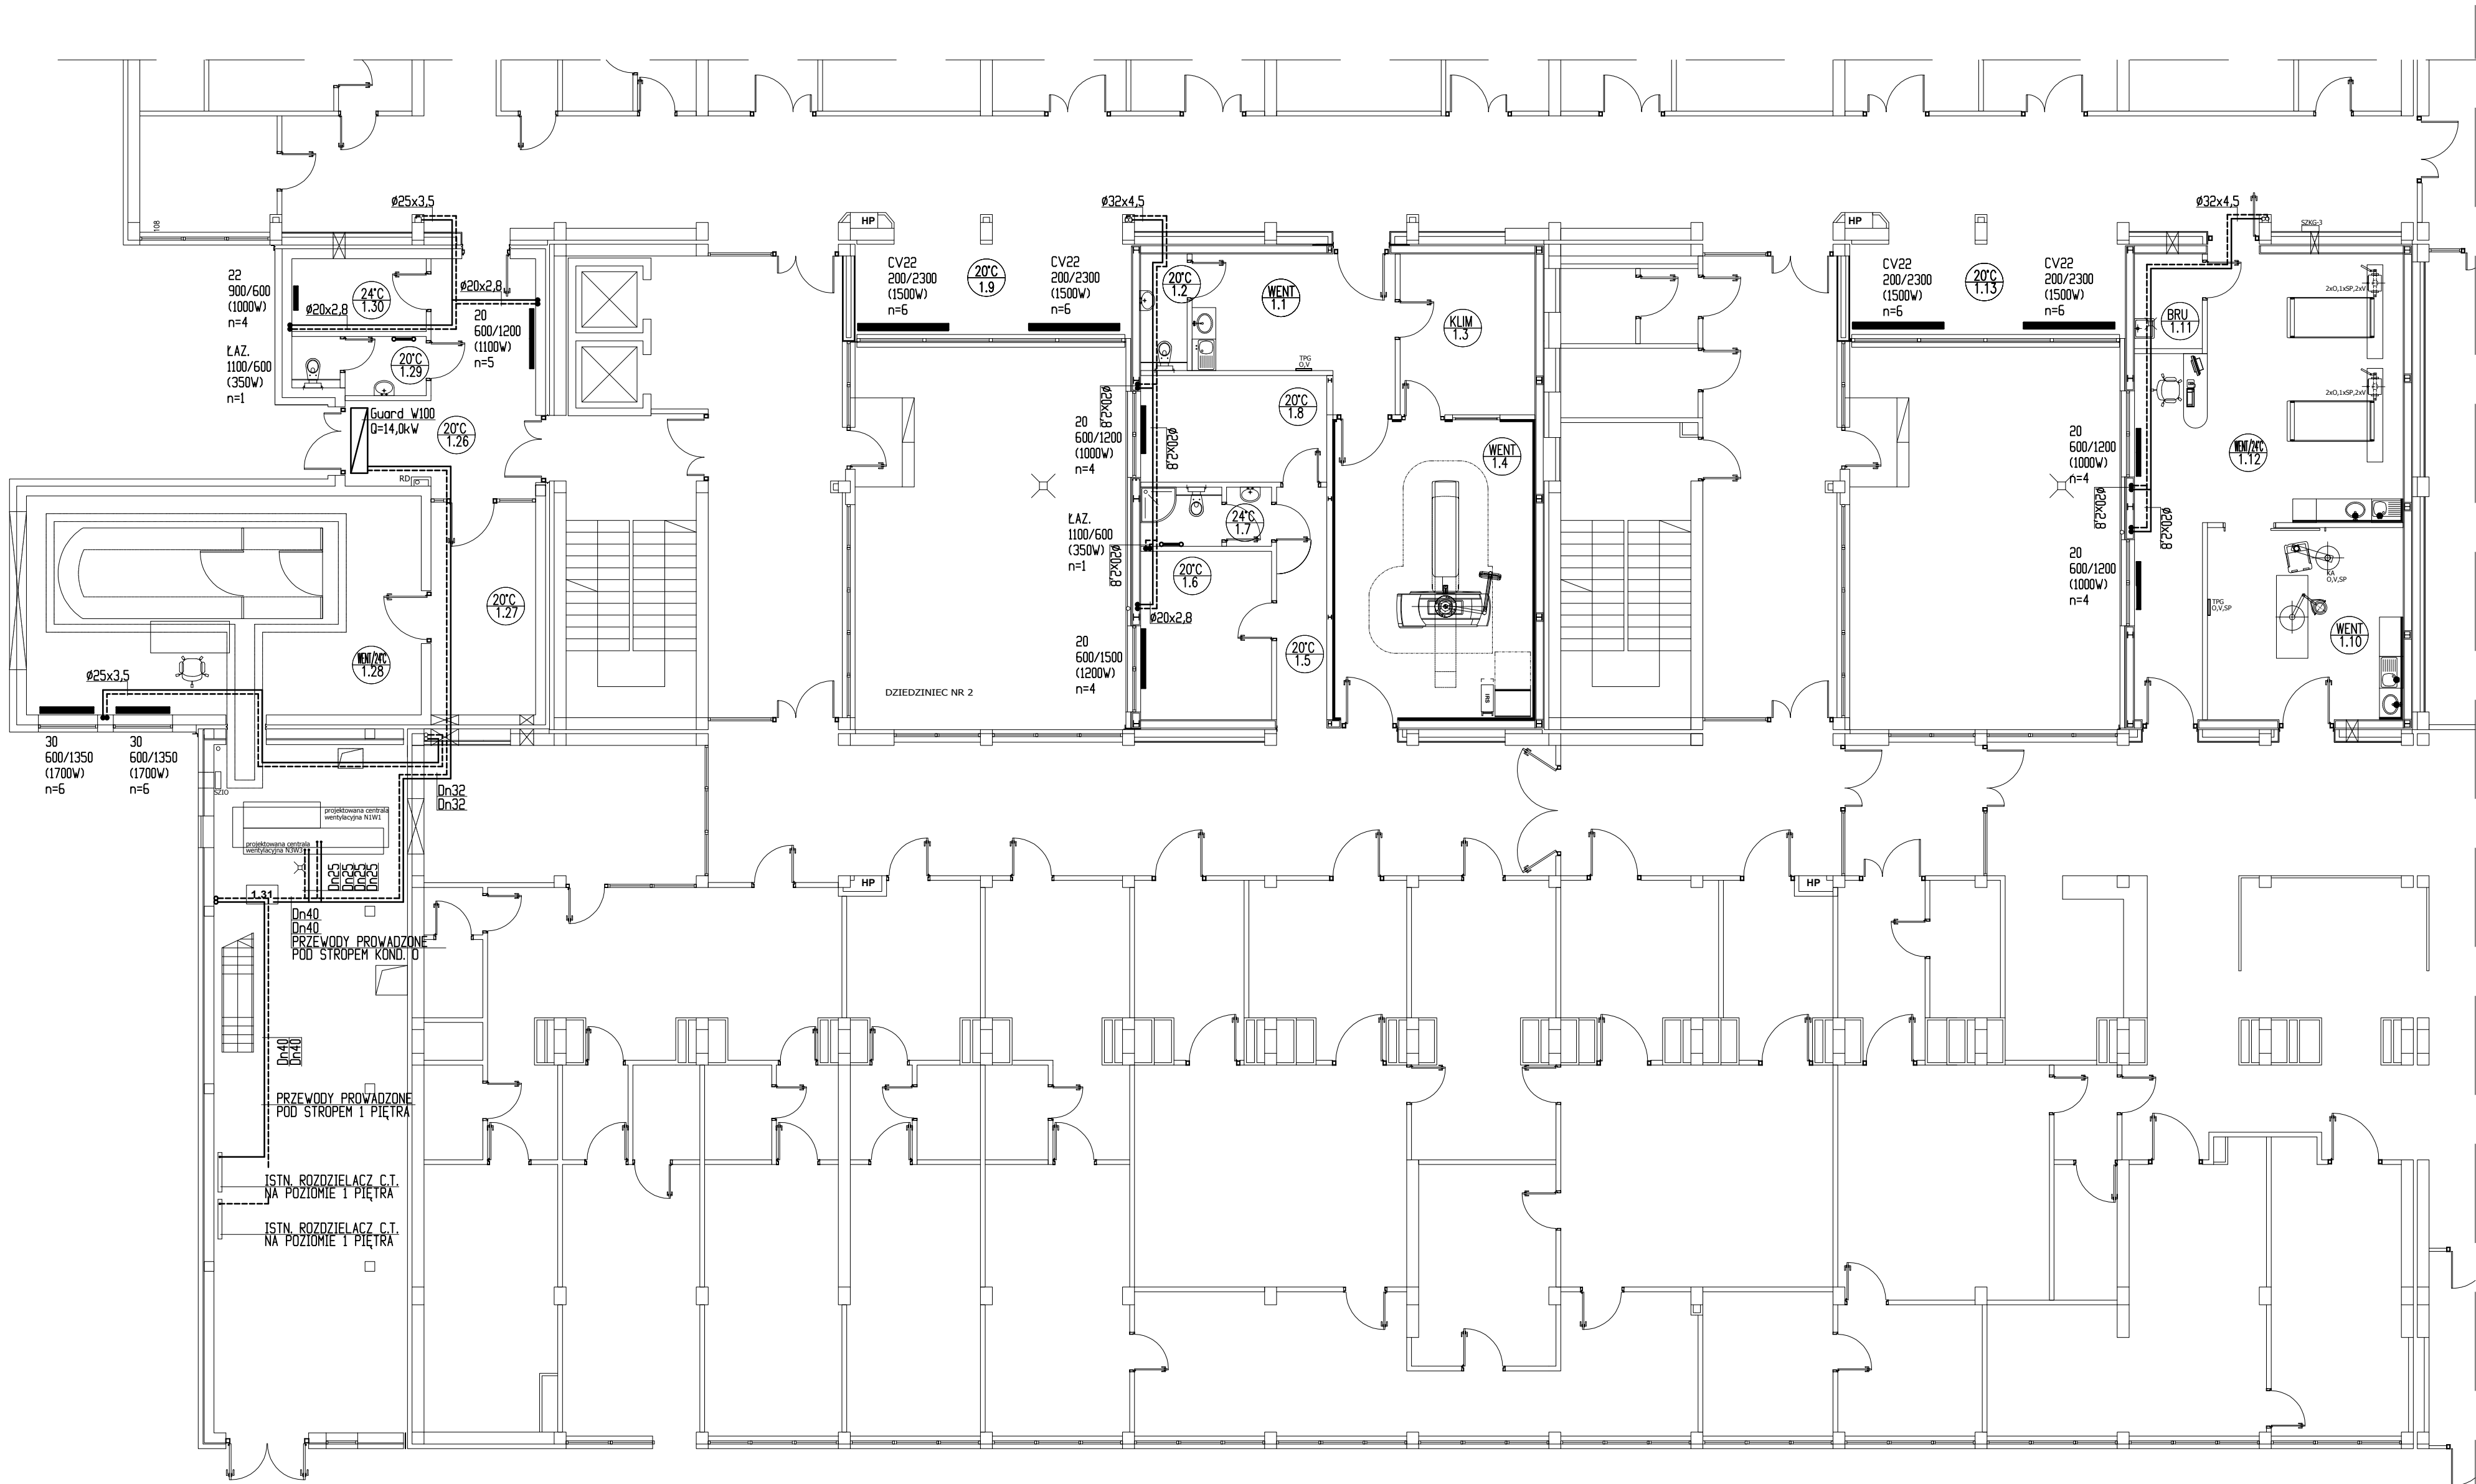 Ø25x3,5
Ø32x4,5
Ø32x4,5
108
HP
HP
SZKG-3
22
900/600
(1000W)
n=4
ŁAZ.
1100/600
(350W)
n=1
24°C
1.30
Ø20x2,8
Ø20x2,8
20
600/1200
(1100W)
n=5
20°C
1.29
Guard W100
Q=14,0kW
20°C
1.26
RD
20°C
1.27
WENT/24°C
1.28
Ø25x3,5
30
600/1350
(1700W)
n=6
30
600/1350
(1700W)
n=6
CV22
200/2300
(1500W)
n=6
20°C
1.9
CV22
200/2300
(1500W)
n=6
20°C
1.2
WENT
1.1
KLIM
1.3
TPG
O,V
20°C
1.8
Ø20x2,8
Ø20x2,8
20
600/1200
(1000W)
n=4
WENT
1.4
24°C
1.7
ŁAZ.
1100/600
(350W)
n=1
Ø20x2,8
20°C
1.6
Ø20x2,8
20
600/1500
(1200W)
n=4
20°C
1.5
DZIEDZINIEC NR 2
IRS
CV22
200/2300
(1500W)
n=6
20°C
1.13
CV22
200/2300
(1500W)
n=6
BRU
1.11
2xO,1xSP,2xV
2xO,1xSP,2xV
20
600/1200
(1000W)
n=4
WENT/24°C
1.12
Ø20x2,8
Ø20x2,8
20
600/1200
(1000W)
n=4
KA
O,V,SP
TPG
O,V,SP
WENT
1.10
SZIO
Dn32
Dn32
projektowana centrala
wentylacyjna N1W1
projektowana centrala
wentylacyjna N3W3
Dn25
Dn25
Dn25
Dn25
HP
HP
1.31
Dn40
Dn40
PRZEWODY PROWADZONE
POD STROPEM KOND. 0
Dn40
Dn40
PRZEWODY PROWADZONE
POD STROPEM 1 PIĘTRA
ISTN. ROZDZIELACZ C.T.
NA POZIOMIE 1 PIĘTRA
ISTN. ROZDZIELACZ C.T.
NA POZIOMIE 1 PIĘTRA